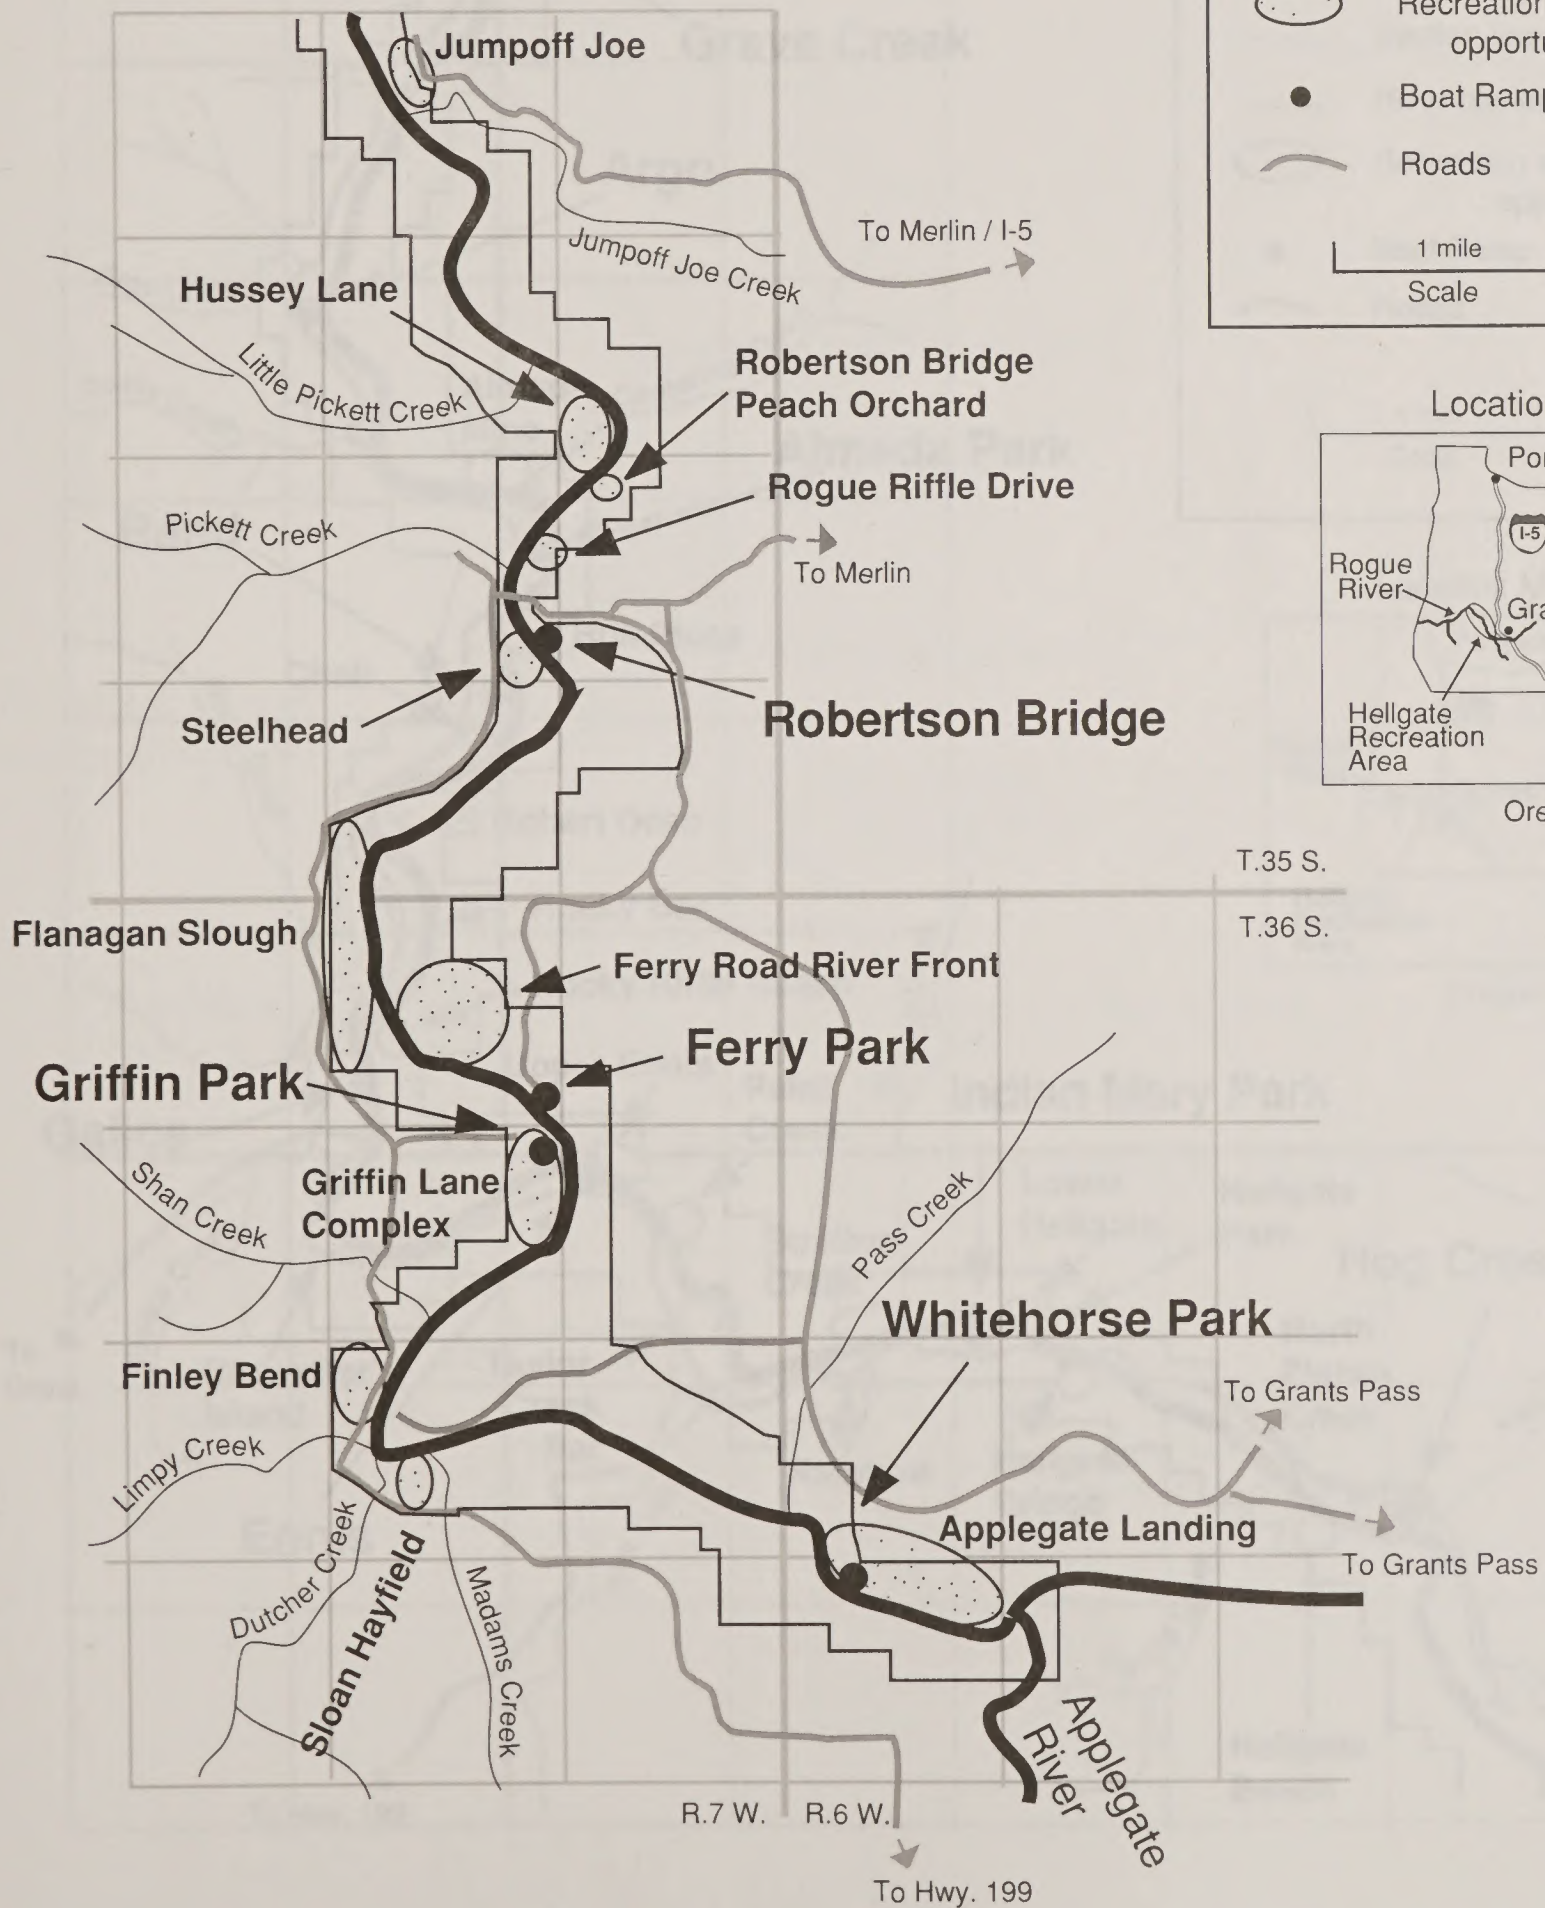 Recreation
opportu
Boat Ramp
Roads
1 mile
Scale
Jumpoff Joe
To Merlin / I-5
Jumpoff Joe Creek
Hussey Lane
Little Pickett Creek
Robertson Bridge
Peach Orchard
Rogue Riffle Drive
Pickett Creek
To Merlin
Steelhead
Robertson Bridge
Locatio
Por
I-5
Rogue
River
Gra
Hellgate
Recreation
Area
Ore
T.35 S.
T.36 S.
Flanagan Slough
Ferry Road River Front
Ferry Park
Griffin Park
Griffin Lane
Complex
Shan Creek
Pass Creek
Whitehorse Park
Finley Bend
To Grants Pass
Limpy Creek
Applegate Landing
To Grants Pass
Dutcher Creek
Sloan Hayfield
Madams Creek
Applegate
River
R.7 W.
R.6 W.
To Hwy. 199